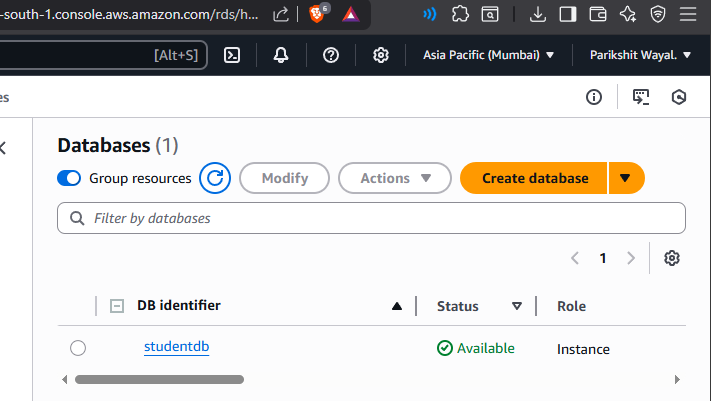 -south-1.console.aws.amazon.com/rds/h...
6
[Alt+S]
Asia Pacific (Mumbai) ▼
Parikshit Wayal. ▼
es
Databases (1)
Group resources
Modify
Actions ▼
Create database ▼
Filter by databases
1
DB identifier
Status
Role
studentdb
Available
Instance